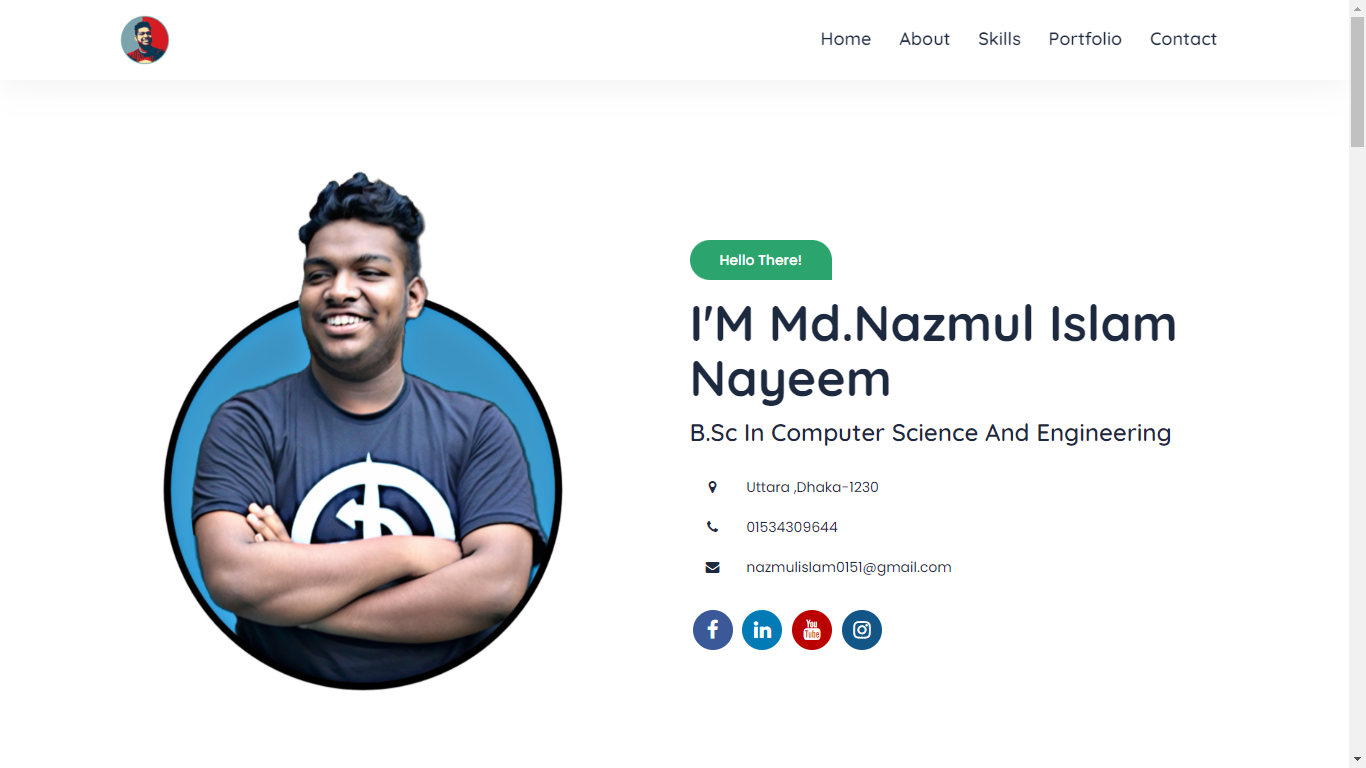 Home About Skills Portfolio Contact
Hello There!
I'M Md.Nazmul Islam
Nayeem
B.Sc In Computer Science And Engineering
Uttara ,Dhaka-1230
01534309644
nazmulislam0151@gmail.com
f in You Tube